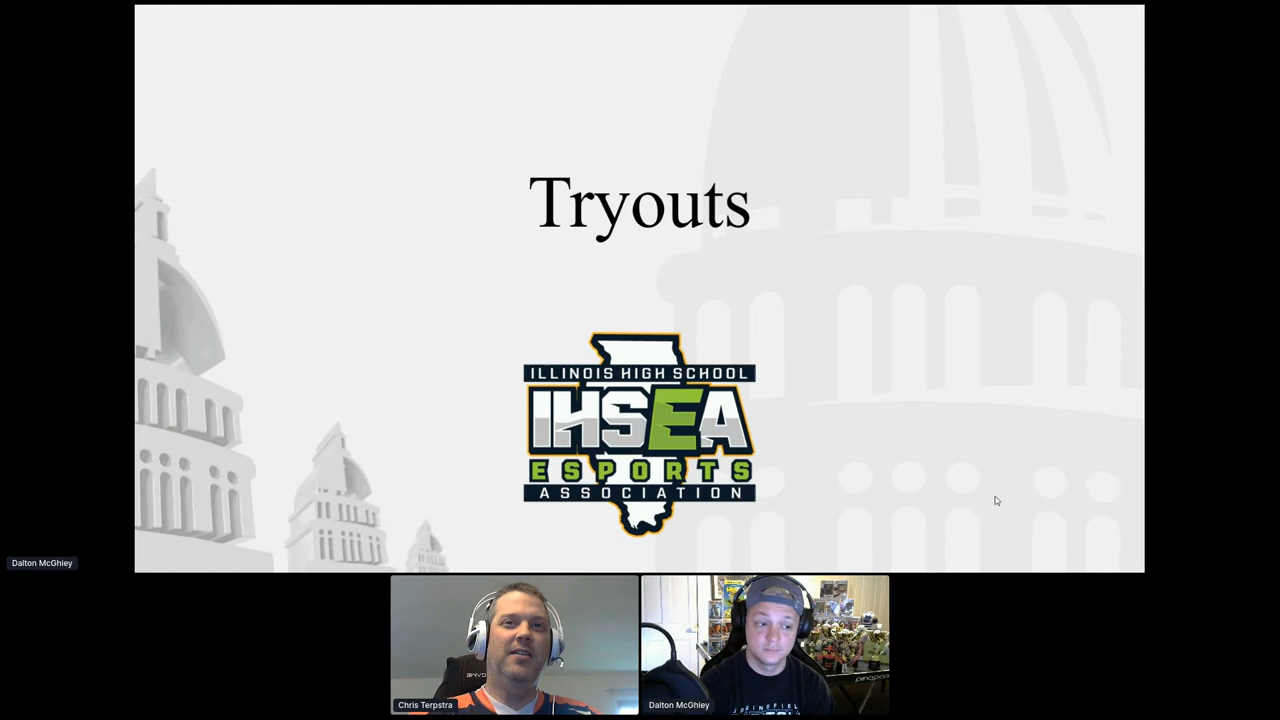 Tryouts
ILLINOIS HIGH SCHOOL
IHSEA
ESPORTS
ASSOCIATION
Dalton McGhiey
Chris Terpstra
Dalton McGhiey